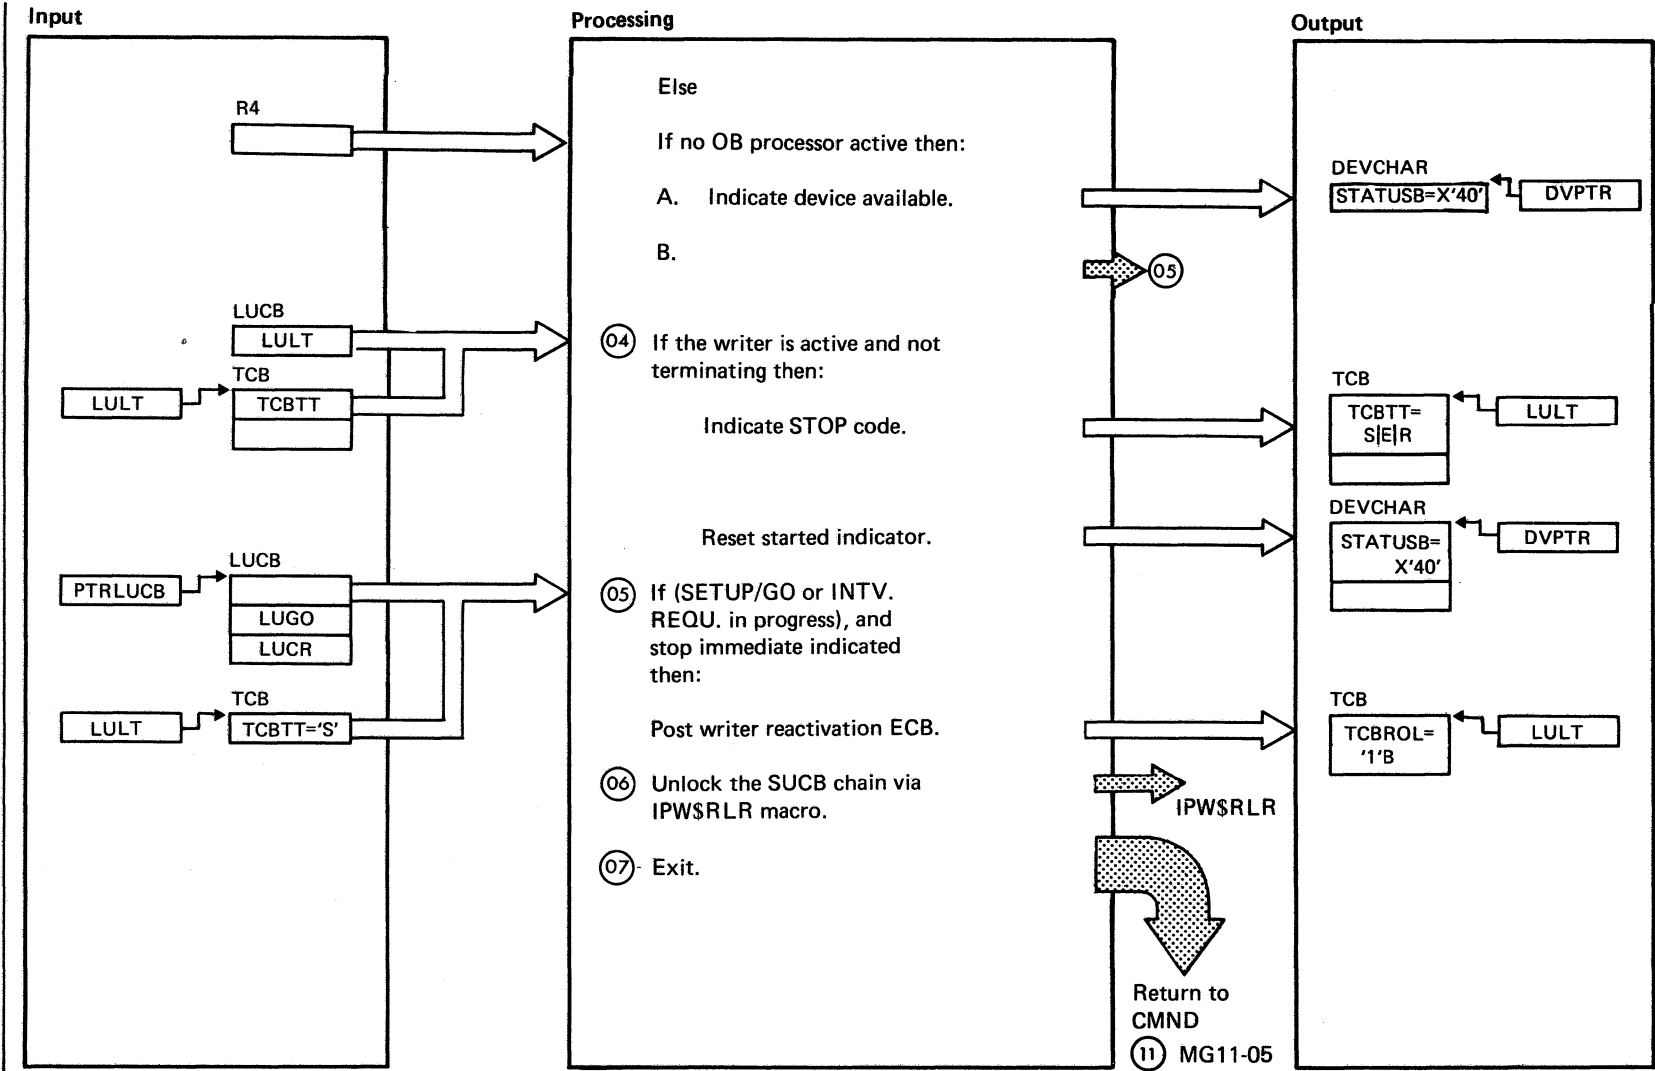 Input
R4
LUCB
LULT
TCB
LULT
TCBTT
LUCB
PTRLUCB
LUGO
LUCR
TCB
LULT
TCBTT='S'
Processing
Else
If no OB processor active then:
A. Indicate device available.
B.
05
04 If the writer is active and not
terminating then:
Indicate STOP code.
Reset started indicator.
05 If (SETUP/GO or INTV.
REQU. in progress), and
stop immediate indicated
then:
Post writer reactivation ECB.
06 Unlock the SUCB chain via
IPW$RLR macro.
IPW$RLR
07 Exit.
Return to
CMND
11 MG11-05
Output
DEVCHAR
STATUSB=X'40'
DVPTR
TCB
TCBTT=
S|E|R
LULT
DEVCHAR
STATUSB=
X'40'
DVPTR
TCB
TCBROL=
'1'B
LULT